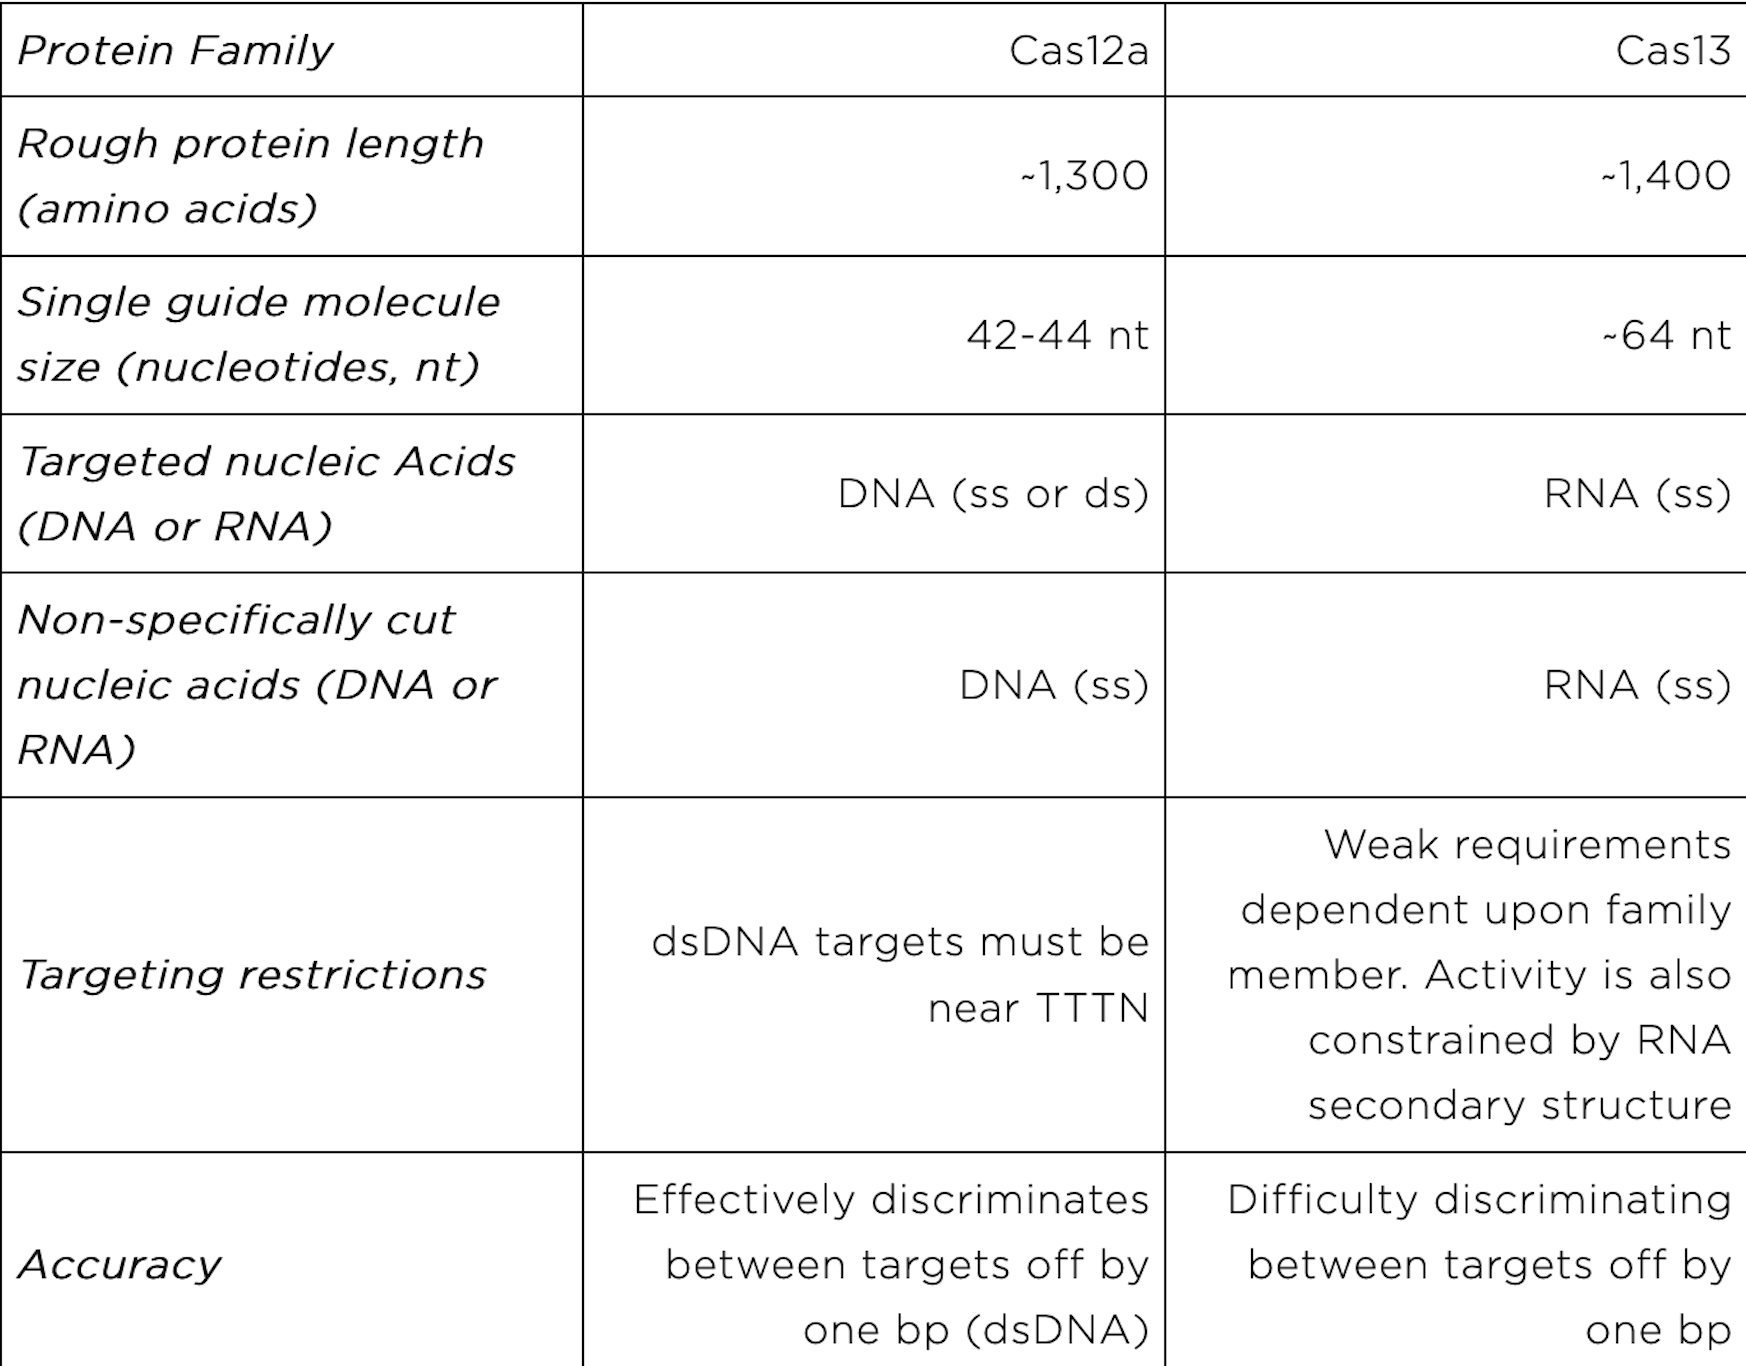 Protein Family
Cas12a
Cas13
Rough protein length
(amino acids)
~1,300
~1,400
Single guide molecule
size (nucleotides, nt)
42-44 nt
~64 nt
Targeted nucleic Acids
(DNA or RNA)
DNA (ss or ds)
RNA (ss)
Non-specifically cut
nucleic acids (DNA or
RNA)
DNA (ss)
RNA (ss)
Targeting restrictions
dsDNA targets must be
near TTTN
Weak requirements
dependent upon family
member. Activity is also
constrained by RNA
secondary structure
Accuracy
Effectively discriminates
between targets off by
one bp (dsDNA)
Difficulty discriminating
between targets off by
one bp